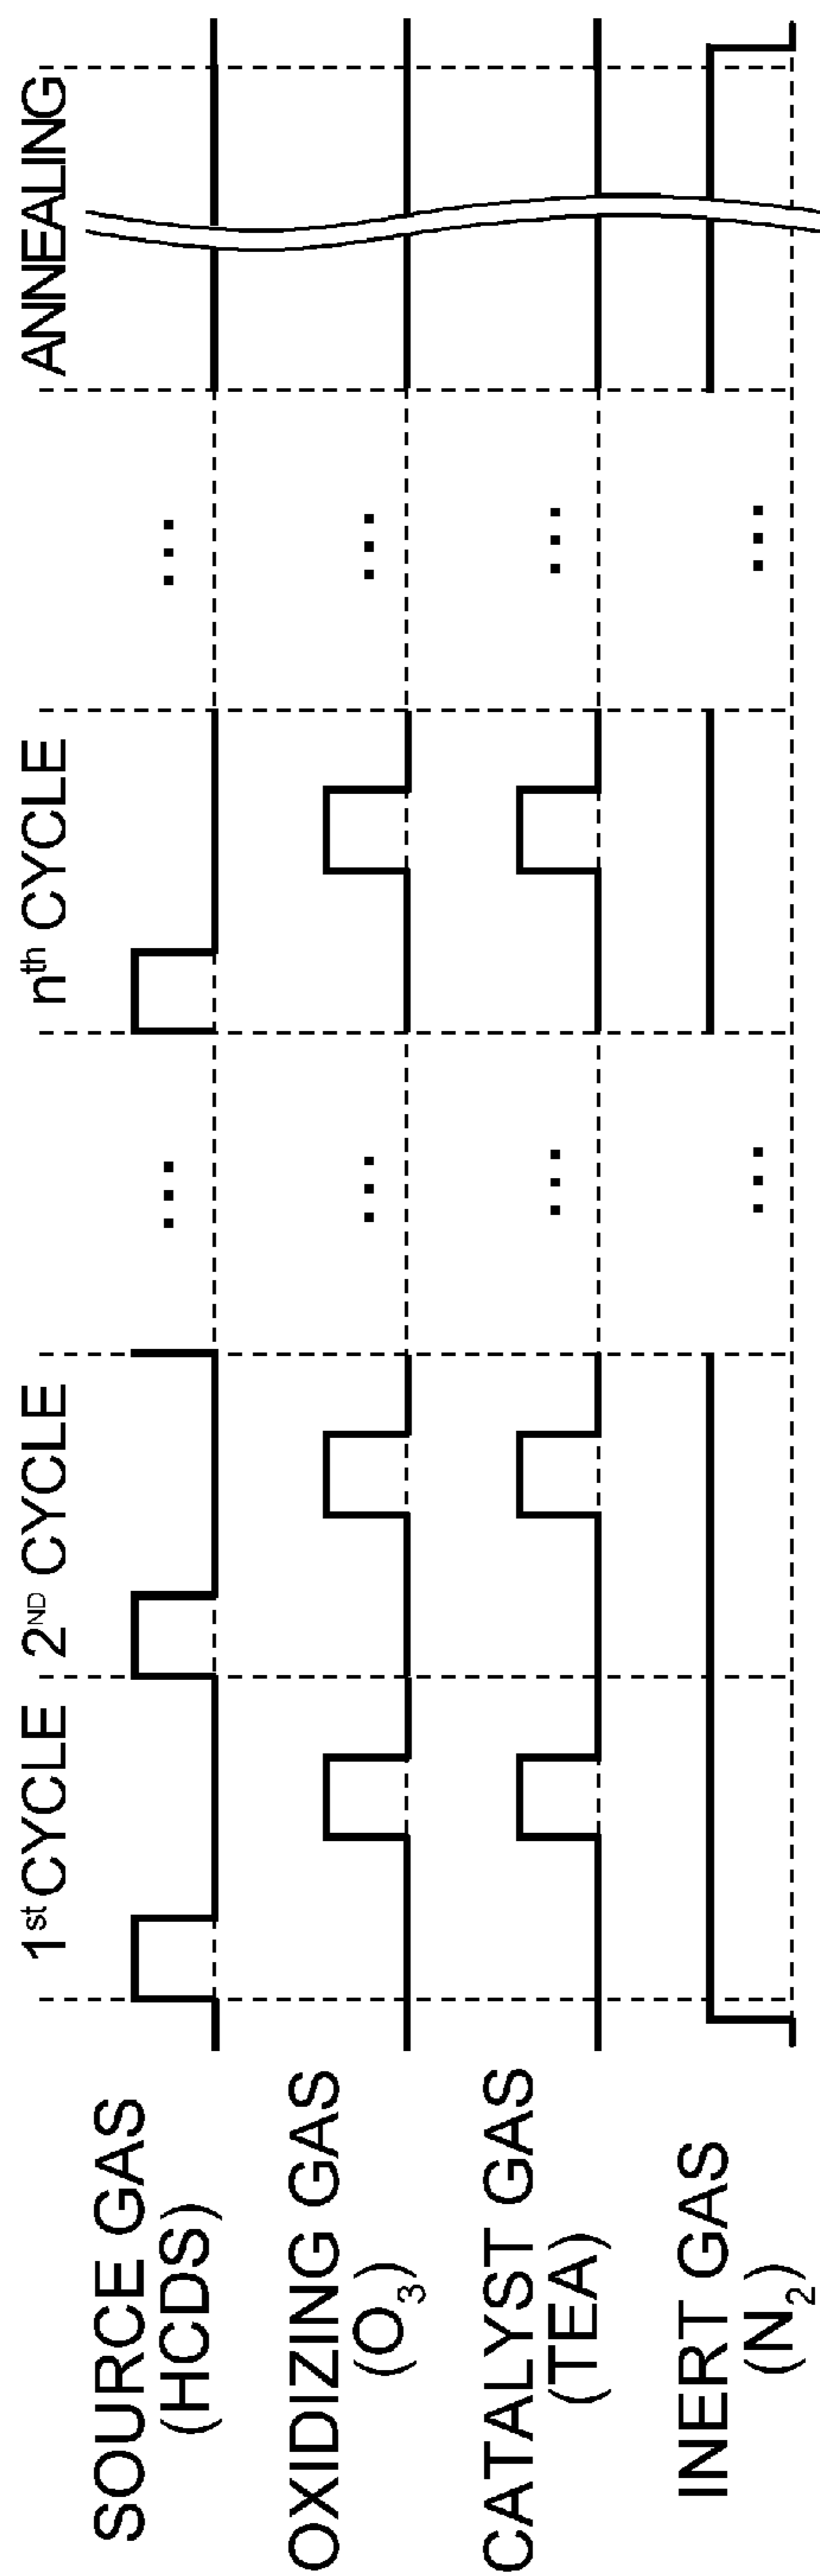 1st CYCLE
2ND CYCLE
...
nth CYCLE
...
ANNEALING
SOURCE GAS
(HCDS)
...
...
OXIDIZING GAS
(O3)
...
...
CATALYST GAS
(TEA)
...
...
INERT GAS
(N2)